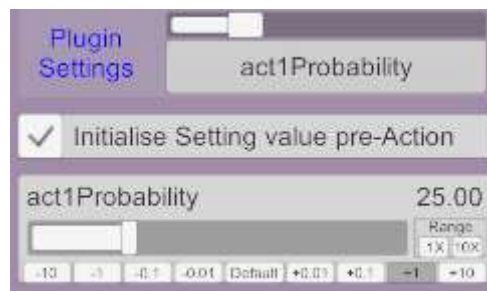 Plugin
Settings
act1Probability
Initialise Setting value pre-Action
act1Probability 25.00
Range
1X 10X
-10 -1 -0.1 -0.01 Default +0.01 +0.1 +1 +10